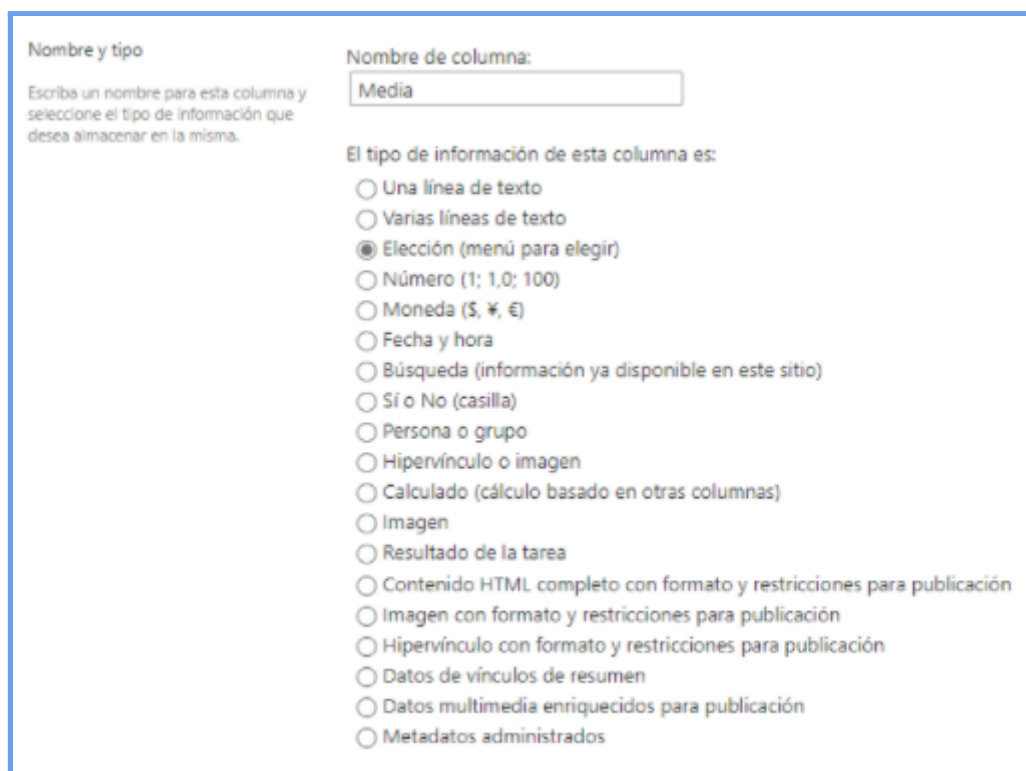 Nombre y tipo
Escriba un nombre para esta columna y
seleccione el tipo de información que
desea almacenar en la misma.
Nombre de columna:
Media
El tipo de información de esta columna es:
Una línea de texto
Varias líneas de texto
Elección (menú para elegir)
Número (1; 1,0; 100)
Moneda ($, ¥, €)
Fecha y hora
Búsqueda (información ya disponible en este sitio)
Sí o No (casilla)
Persona o grupo
Hipervínculo o imagen
Calculado (cálculo basado en otras columnas)
Imagen
Resultado de la tarea
Contenido HTML completo con formato y restricciones para publicación
Imagen con formato y restricciones para publicación
Hipervínculo con formato y restricciones para publicación
Datos de vínculos de resumen
Datos multimedia enriquecidos para publicación
Metadatos administrados